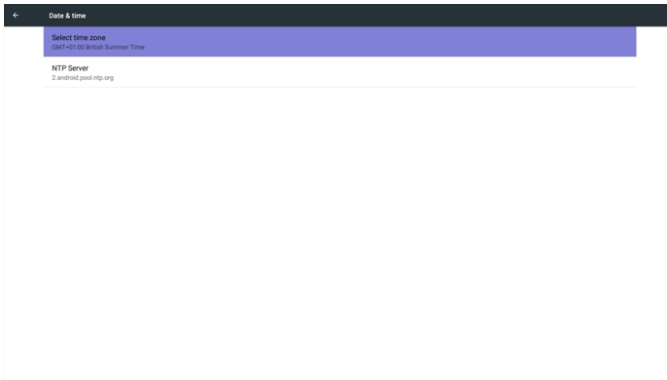 Date & time
Select time zone
GMT+01:00 British Summer Time
NTP Server
2.android.pool.ntp.org